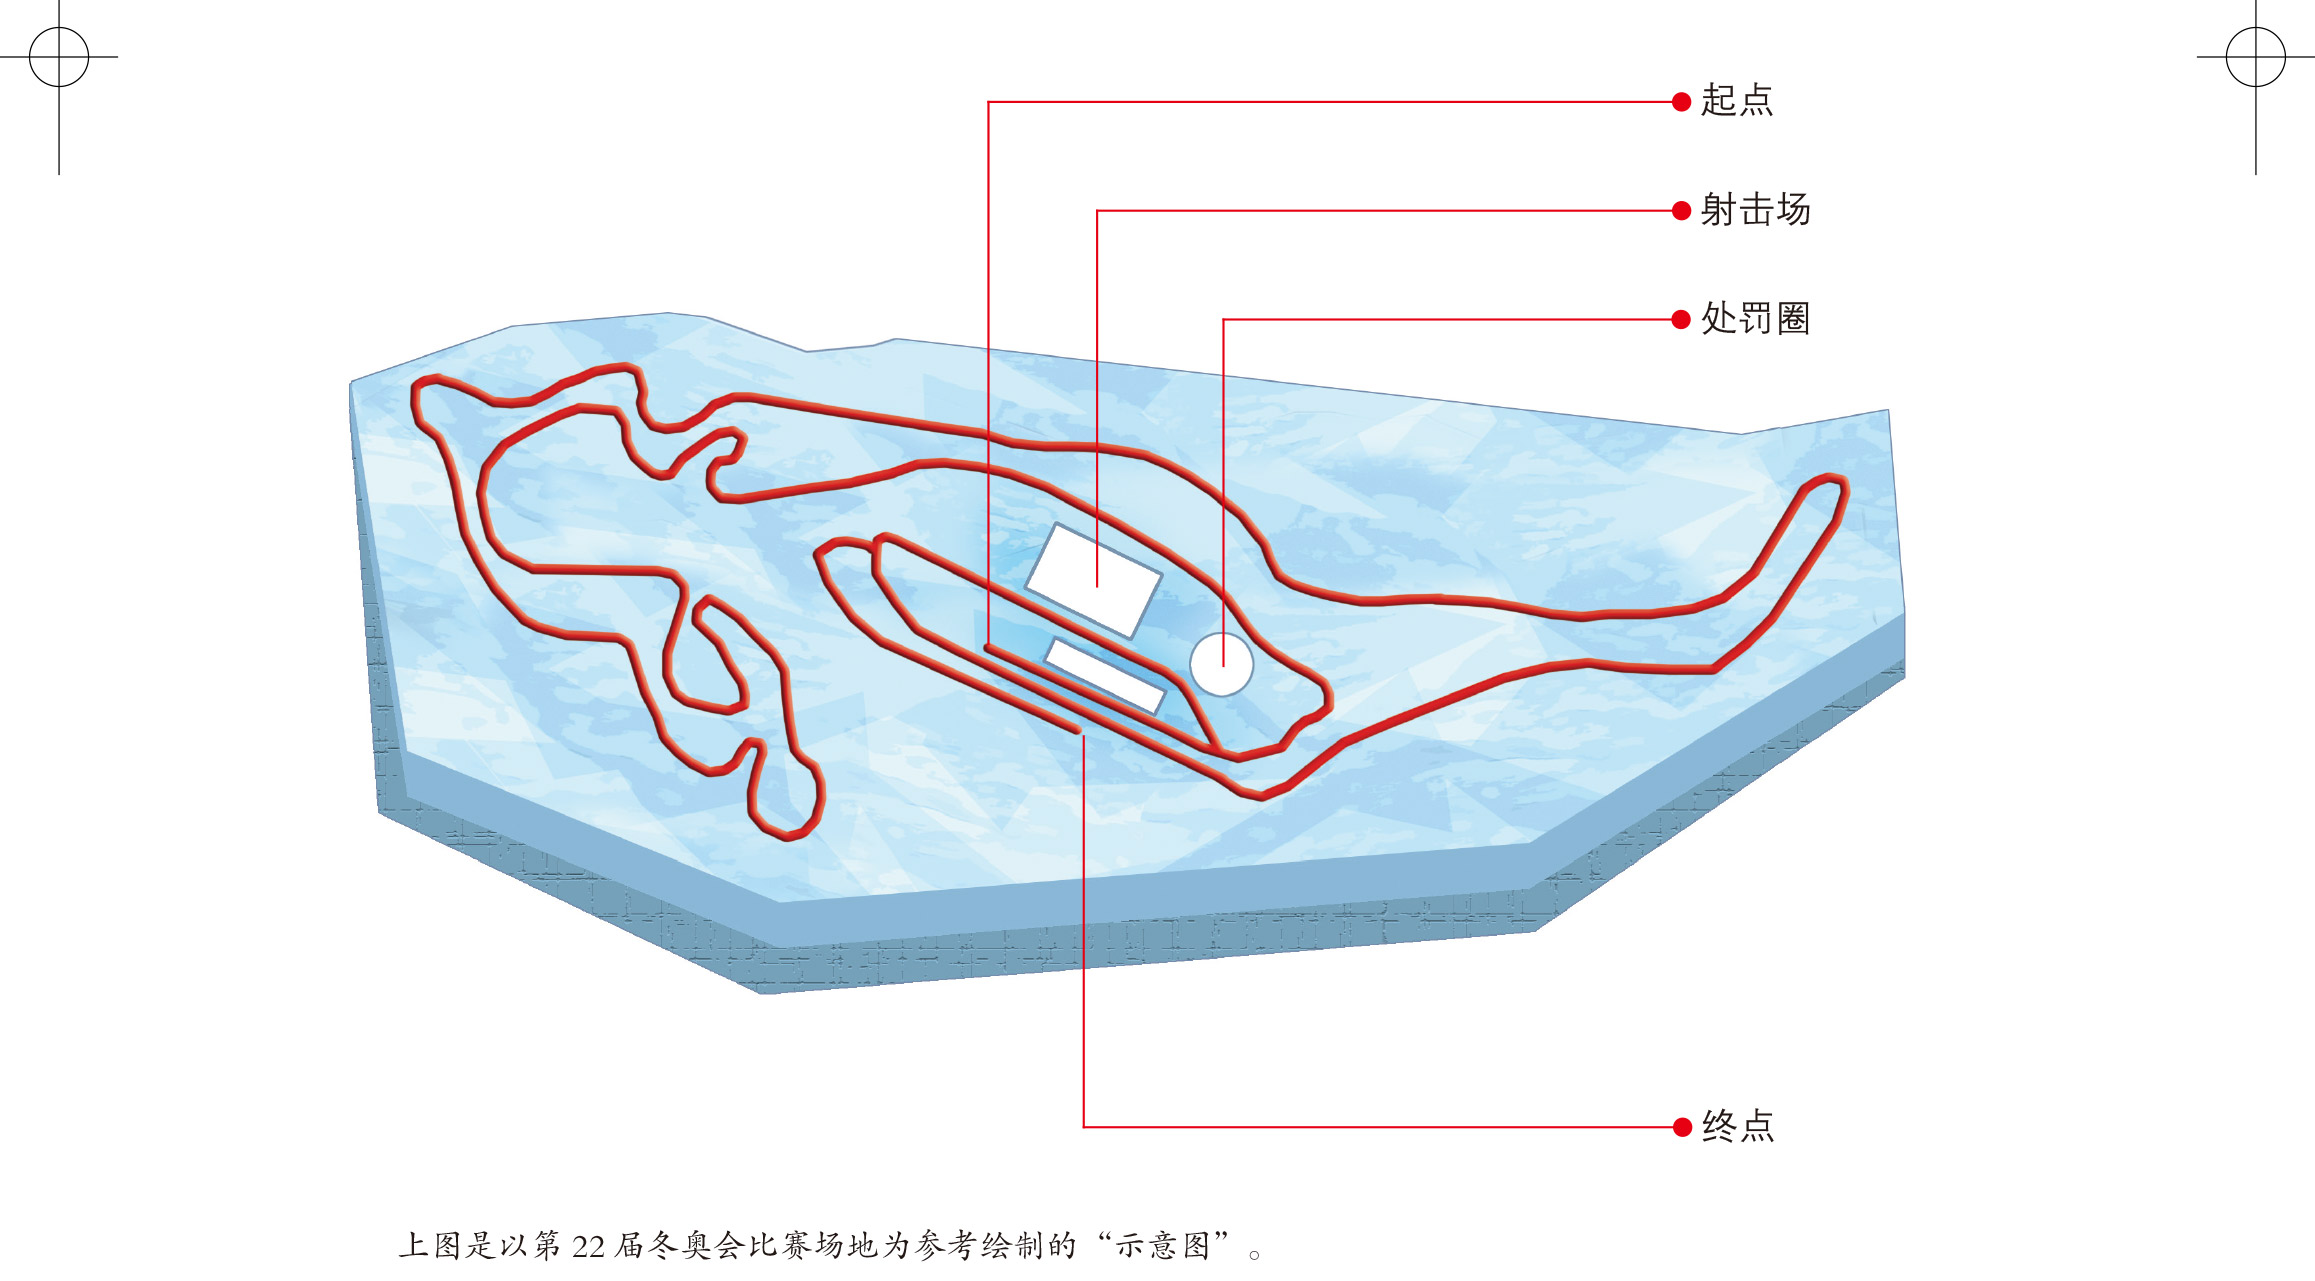 起点
射击场
处罚圈
终点
上图是以第 22 届冬奥会比赛场地为参考绘制的“示意图”。